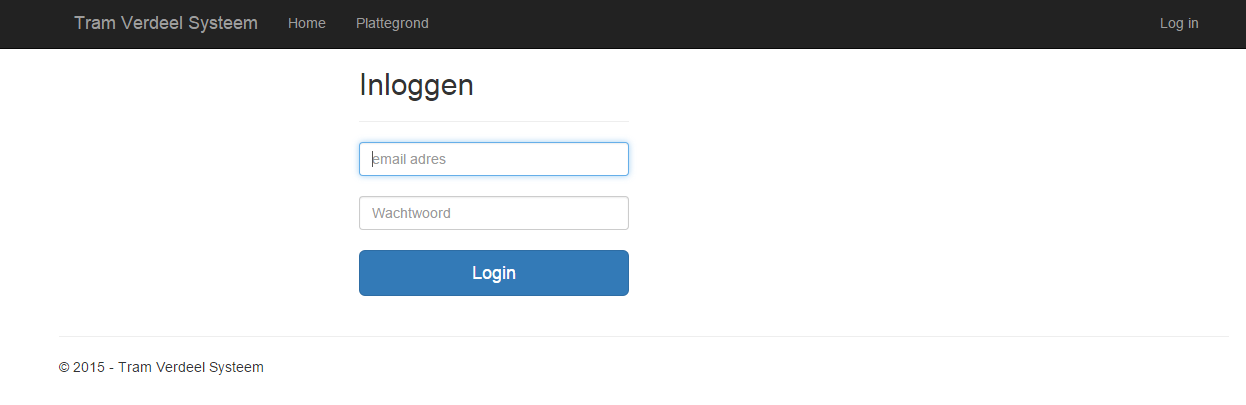 Tram Verdeel Systeem Home Plattegrond Log in
Inloggen
email adres
Wachtwoord
Login
© 2015 - Tram Verdeel Systeem